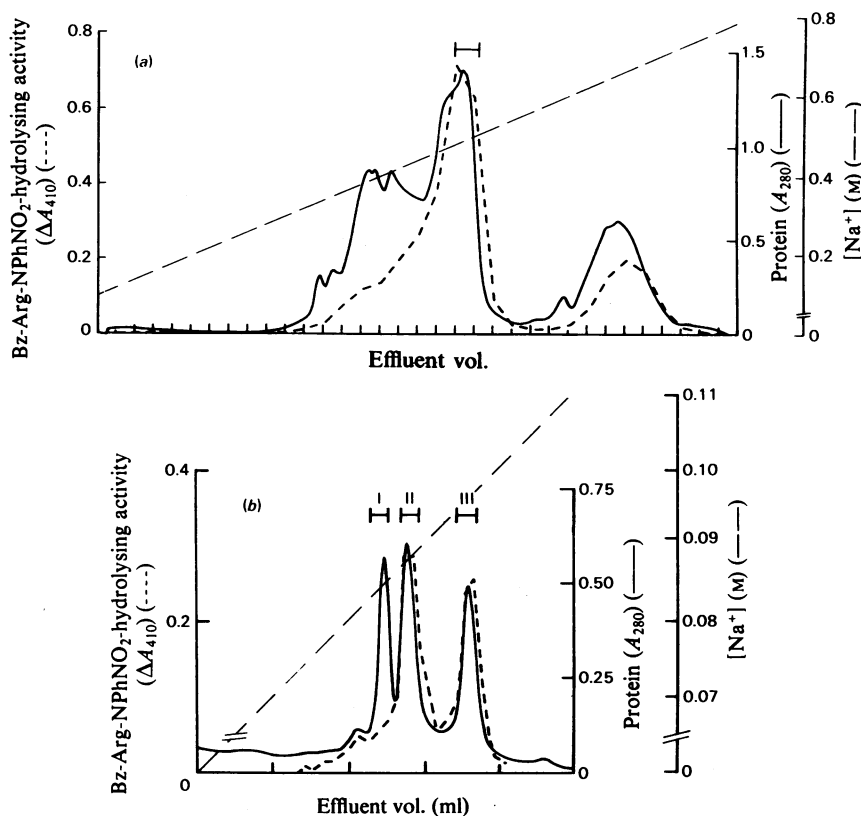 (a)
Bz-Arg-NPhNO₂-hydrolysing activity
(ΔA₄₁₀) (----)
0.8
0.6
0.4
0.2
0
1.5
1.0
0.5
0
Protein (A₂₈₀) (——)
0.8
0.6
0.4
0.2
0
[Na⁺] (M) (— —)
Effluent vol.
(b)
Bz-Arg-NPhNO₂-hydrolysing activity
(ΔA₄₁₀) (----)
0.4
0.2
0
I
II
III
0.75
0.50
0.25
0
Protein (A₂₈₀) (——)
0.11
0.10
0.09
0.08
0.07
0
[Na⁺] (M) (— —)
Effluent vol. (ml)